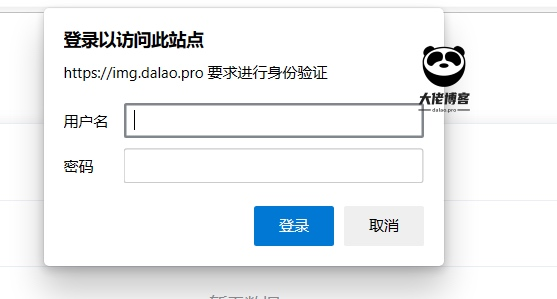 登录以访问此站点
https://img.dalao.pro 要求进行身份验证
大佬博客
dalao.pro
用户名
密码
登录
取消